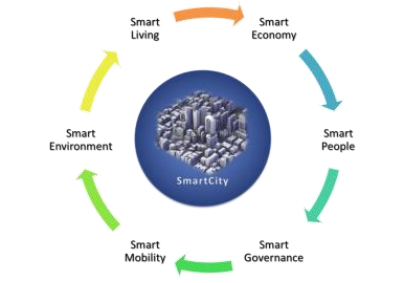 Smart
Living
Smart
Economy
Smart
People
Smart
Governance
Smart
Mobility
Smart
Environment
SmartCity